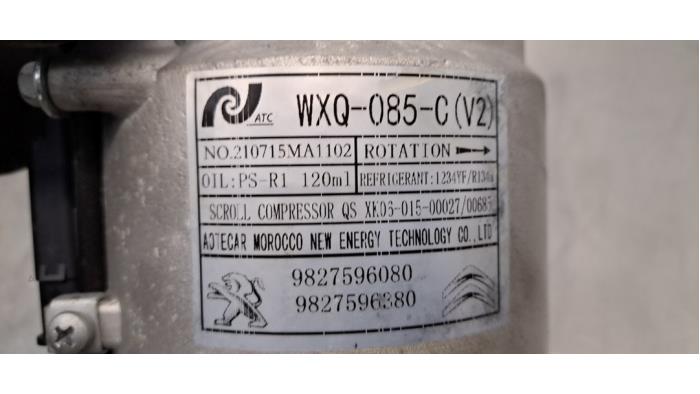 ATC WXQ-085-C(V2)
NO.210715MA1102 ROTATION
OIL:PS-R1 120ml REFRIGERANT:1234YF/R134a
SCROLL COMPRESSOR QS XK06-015-00027/00685
AOTECAR MOROCCO NEW ENERGY TECHNOLOGY CO.,LTD
9827596080
9827596380